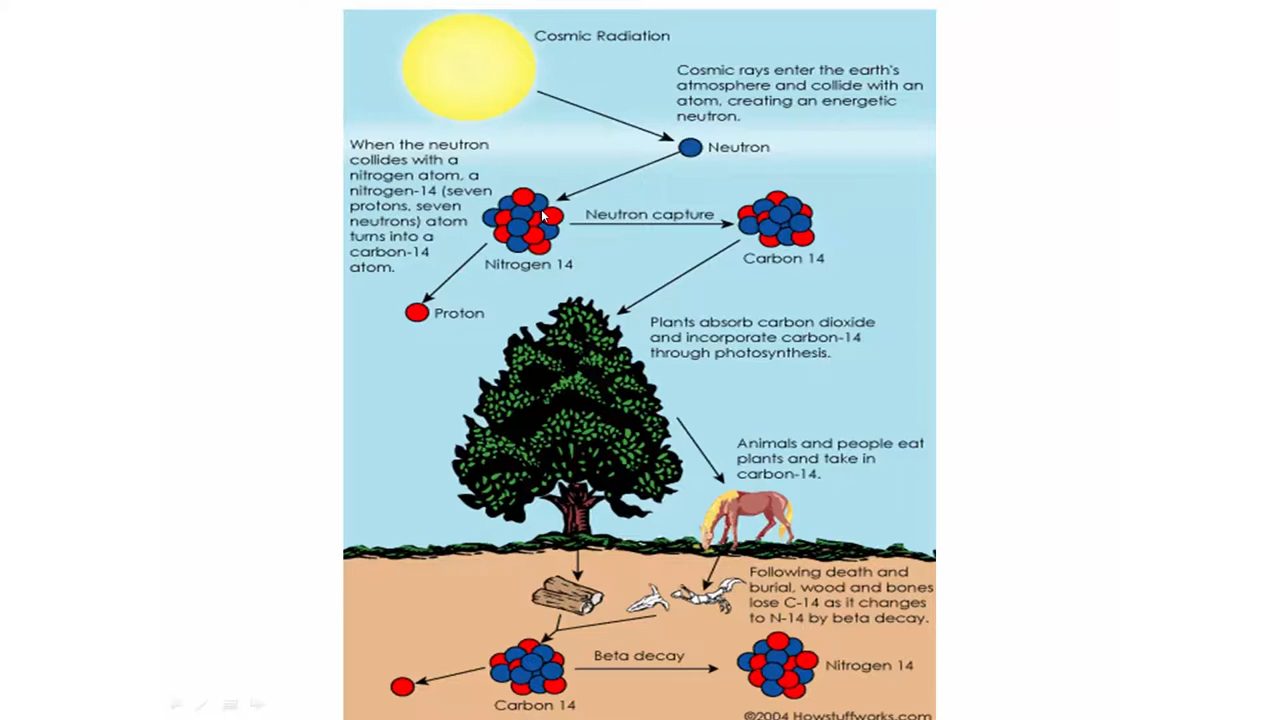 Cosmic Radiation
Cosmic rays enter the earth's
atmosphere and collide with an
atom, creating an energetic
neutron.
Neutron
When the neutron
collides with a
nitrogen atom, a
nitrogen-14 (seven
protons, seven
neutrons) atom
turns into a
carbon-14
atom.
Neutron capture
Nitrogen 14
Carbon 14
Proton
Plants absorb carbon dioxide
and incorporate carbon-14
through photosynthesis.
Animals and people eat
plants and take in
carbon-14.
Following death and
burial, wood and bones
lose C-14 as it changes
to N-14 by beta decay.
Beta decay
Nitrogen 14
Carbon 14
©2004 Howstuffworks.com